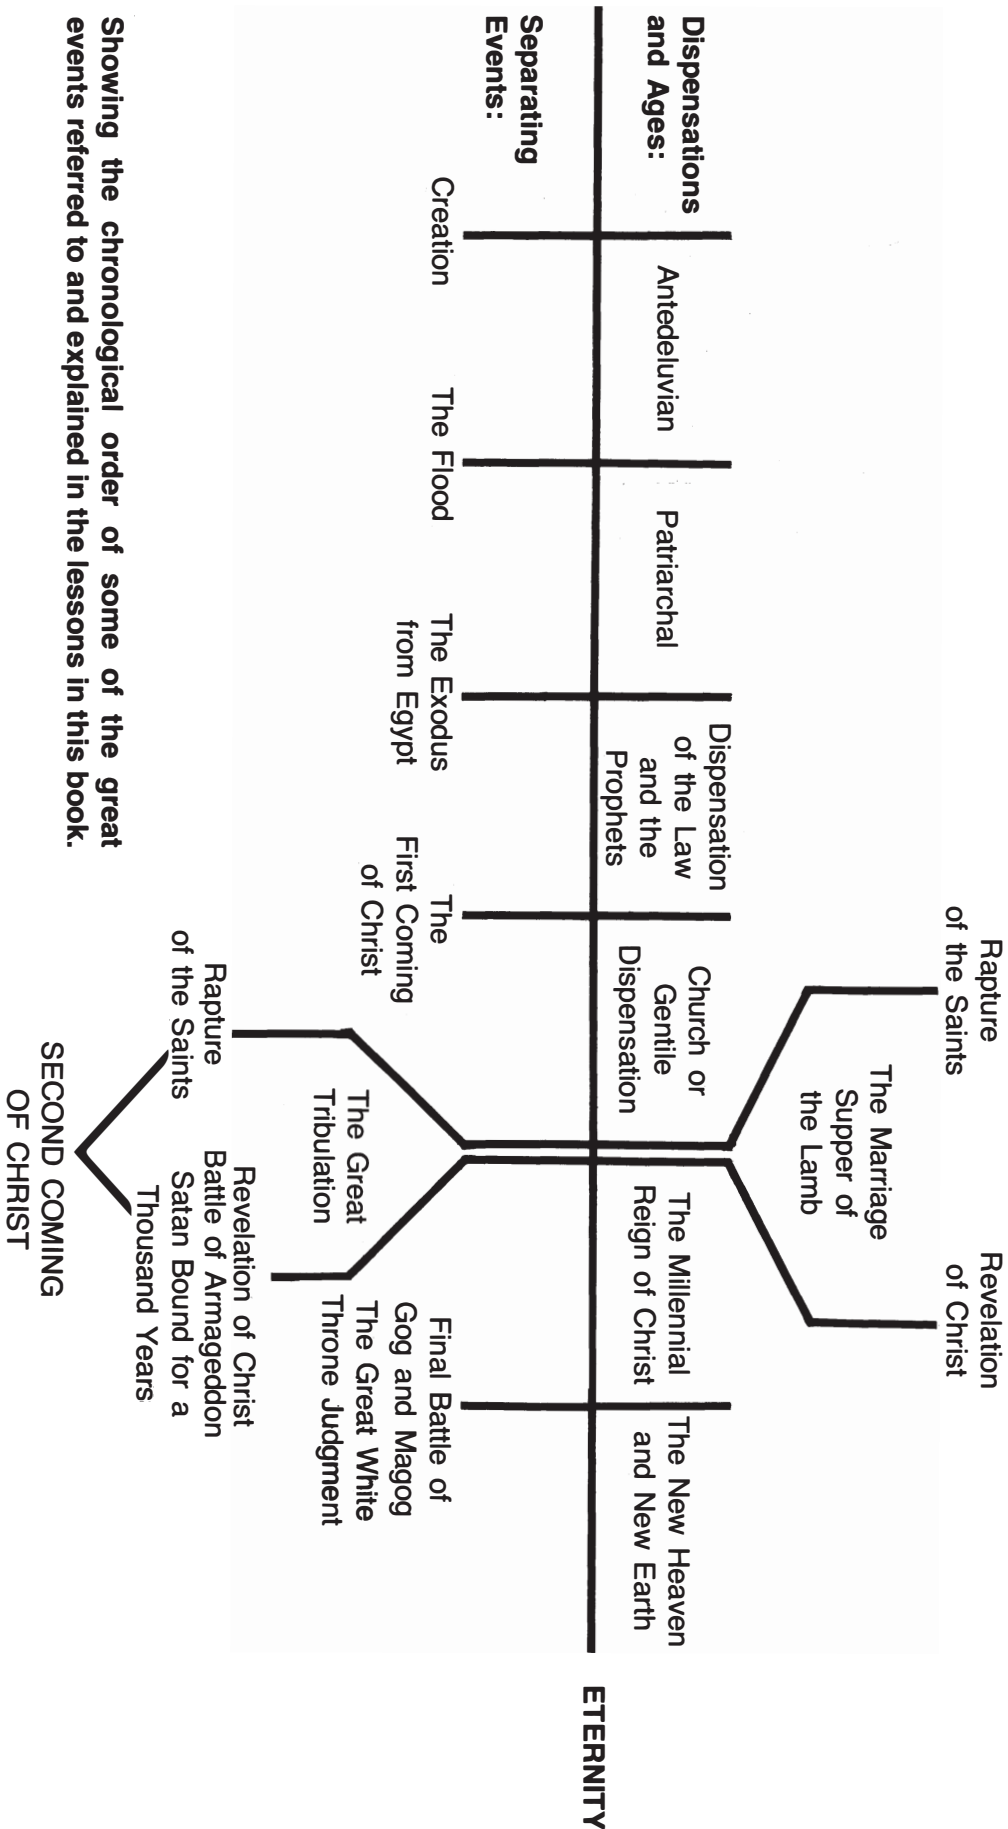 Rapture
of the Saints
Revelation
of Christ
The Marriage
Supper of
the Lamb
Dispensations
and Ages:
Antedeluvian
Patriarchal
Dispensation
of the Law
and the
Prophets
Church or
Gentile
Dispensation
The Millennial
Reign of Christ
The New Heaven
and New Earth
ETERNITY
Separating
Events:
Creation
The Flood
The Exodus
from Egypt
The
First Coming
of Christ
The Great
Tribulation
Final Battle of
Gog and Magog
The Great White
Throne Judgment
Rapture
of the Saints
Revelation of Christ
Battle of Armageddon
Satan Bound for a
Thousand Years
SECOND COMING
OF CHRIST
Showing the chronological order of some of the great
events referred to and explained in the lessons in this book.